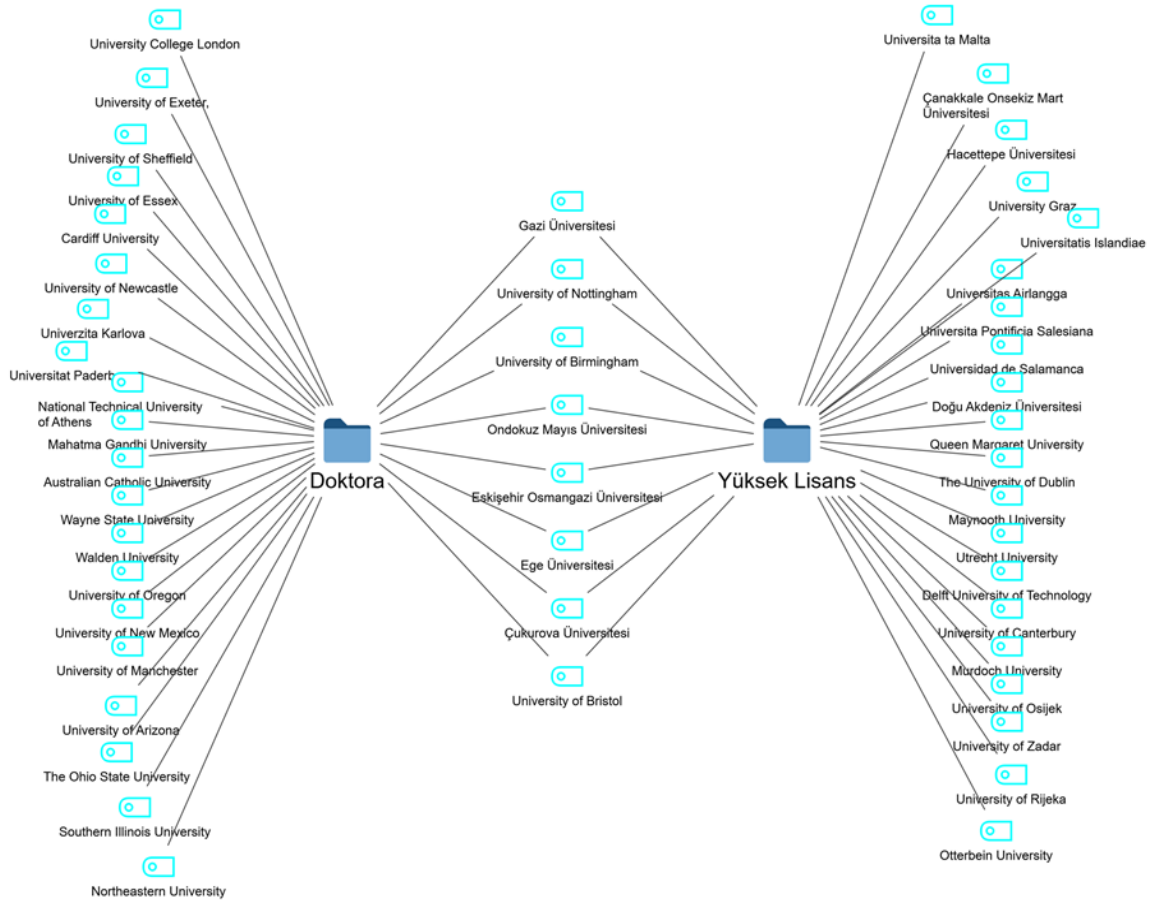 University College London
University of Exeter,
University of Sheffield
University of Essex
Cardiff University
University of Newcastle
Univerzita Karlova
Universitat Paderb
National Technical University
of Athens
Mahatma Gandhi University
Australian Catholic University
Wayne State University
Walden University
University of Oregon
University of New Mexico
University of Manchester
University of Arizona
The Ohio State University
Southern Illinois University
Northeastern University
Doktora
Gazi Üniversitesi
University of Nottingham
University of Birmingham
Ondokuz Mayıs Üniversitesi
Eskişehir Osmangazi Üniversitesi
Ege Üniversitesi
Çukurova Üniversitesi
University of Bristol
Yüksek Lisans
Universita ta Malta
Çanakkale Onsekiz Mart
Üniversitesi
Hacettepe Üniversitesi
University Graz
Universitatis Islandiae
Universitas Airlangga
Universita Pontificia Salesiana
Universidad de Salamanca
Doğu Akdeniz Üniversitesi
Queen Margaret University
The University of Dublin
Maynooth University
Utrecht University
Delft University of Technology
University of Canterbury
Murdoch University
University of Osijek
University of Zadar
University of Rijeka
Otterbein University